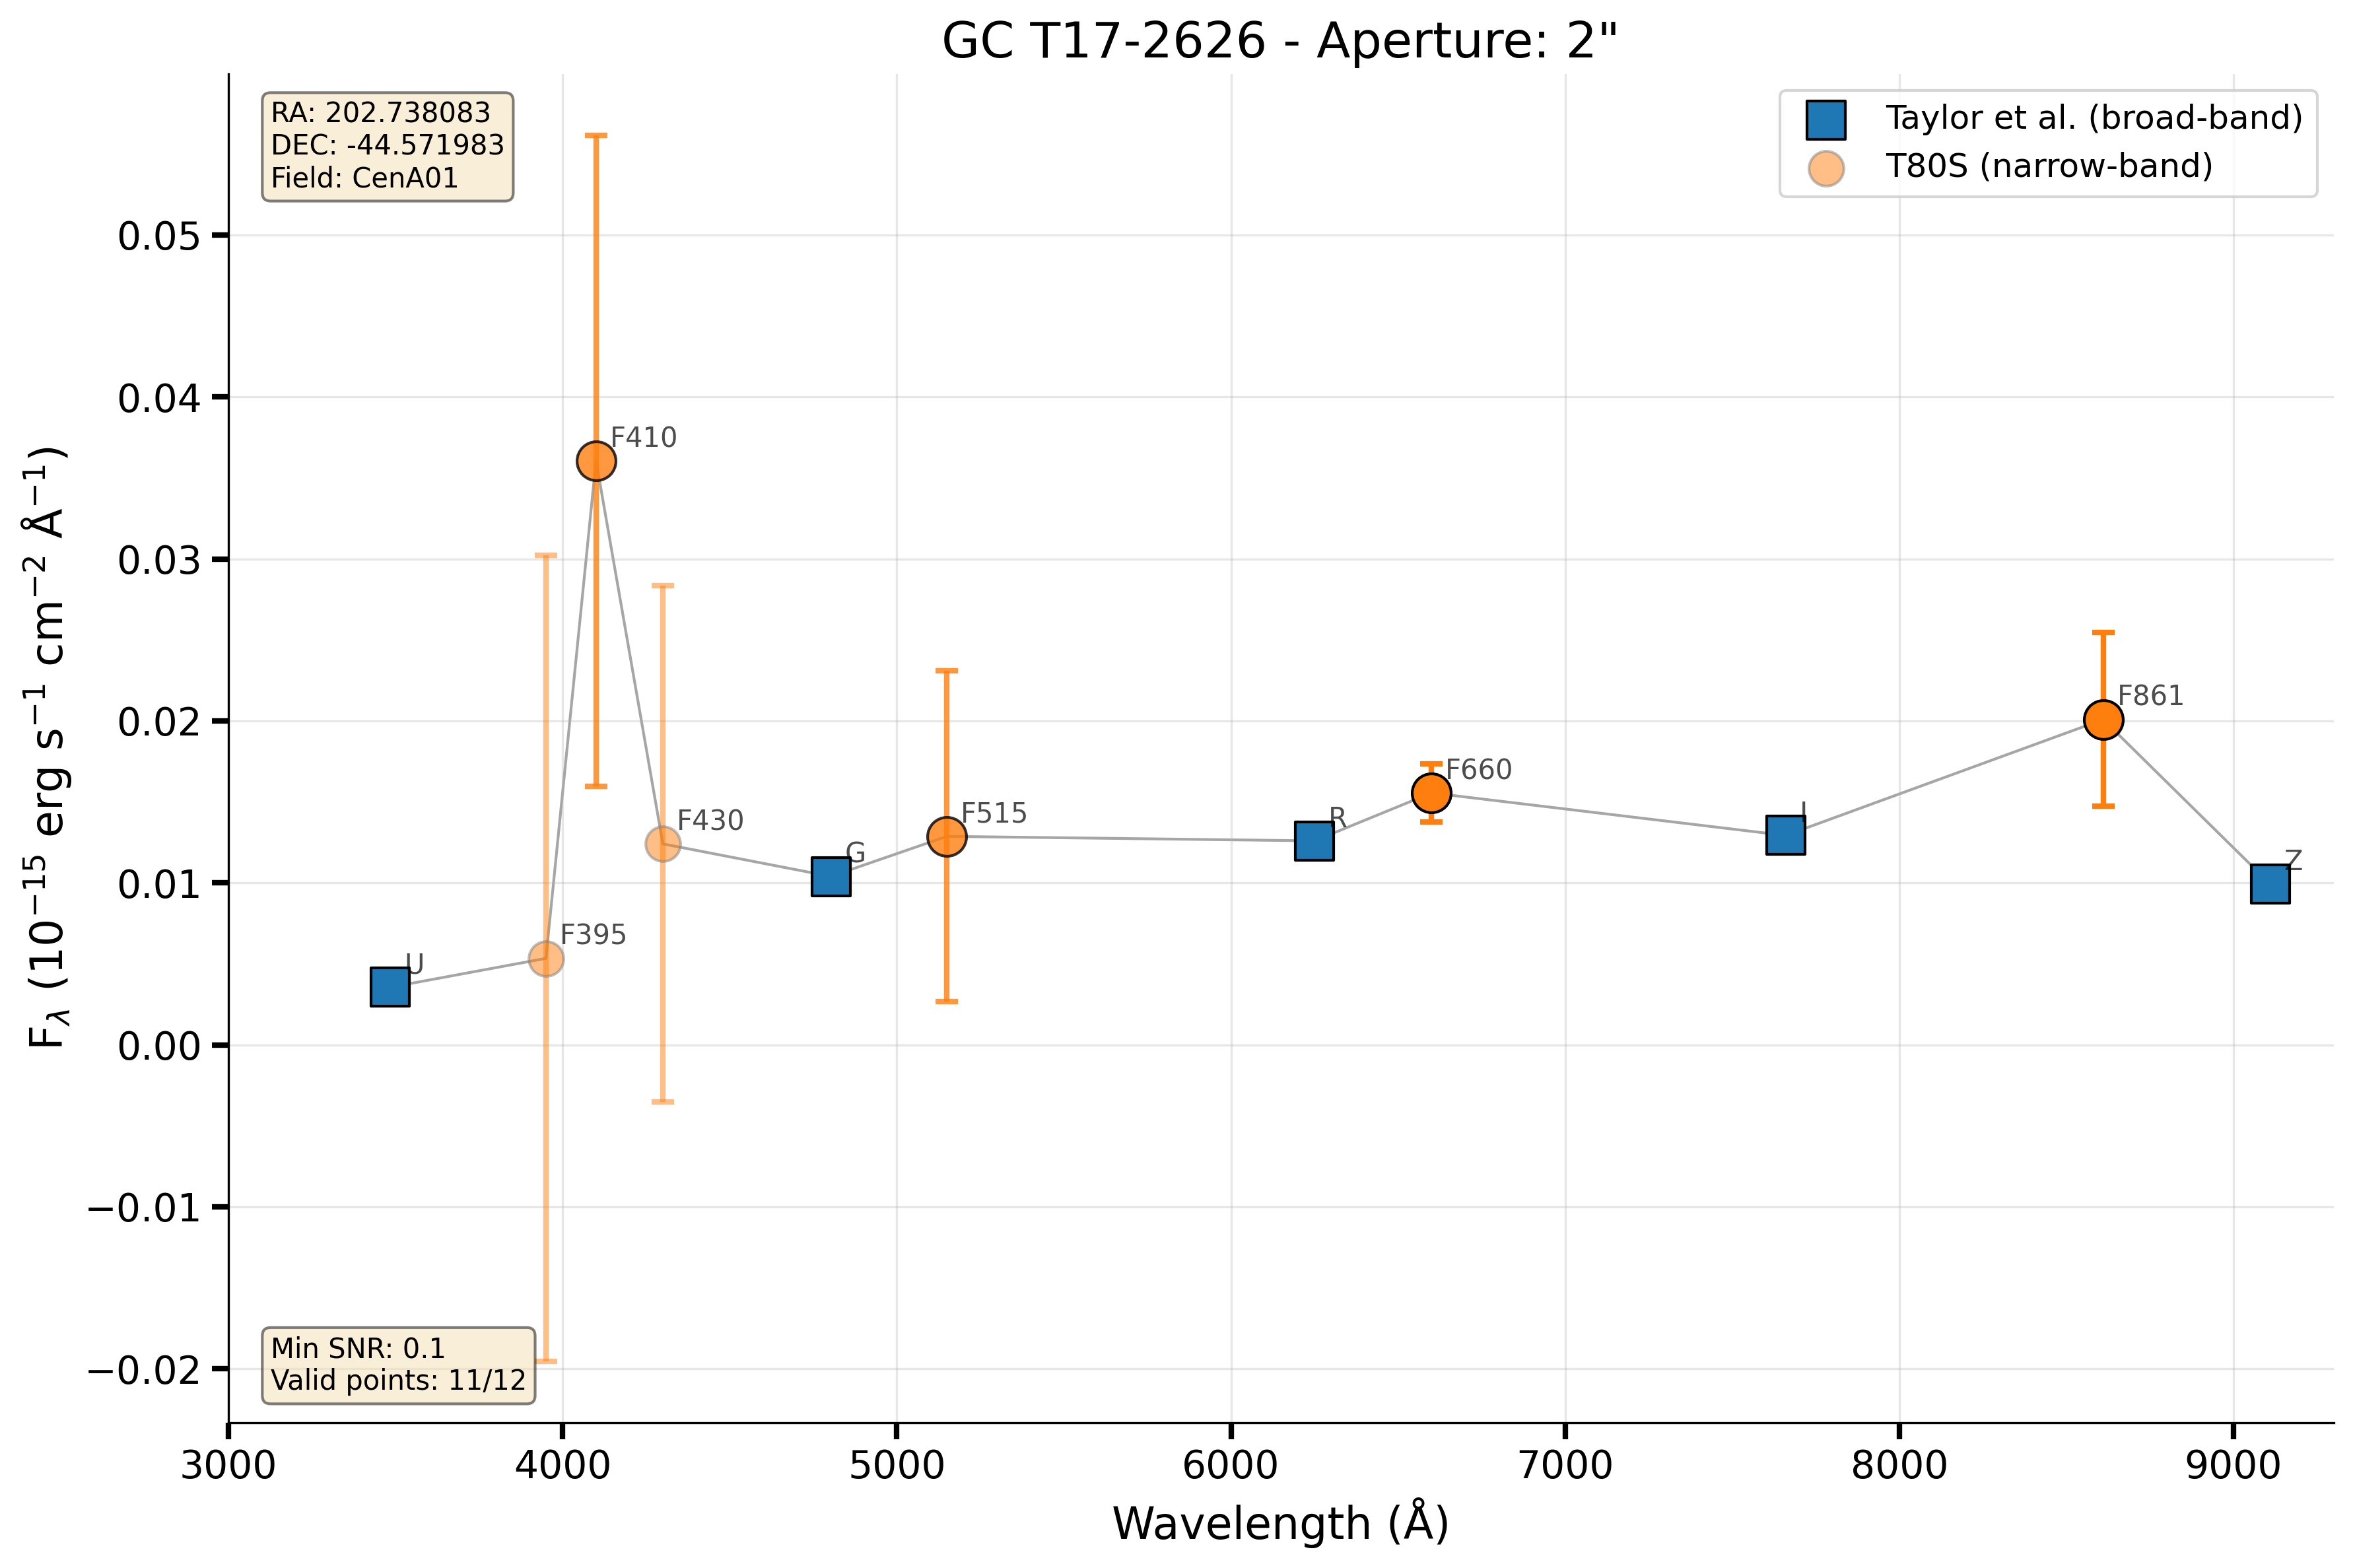 GC T17-2626 - Aperture: 2"
RA: 202.738083
DEC: -44.571983
Field: CenA01
Taylor et al. (broad-band)
T80S (narrow-band)
F_λ (10⁻¹⁵ erg s⁻¹ cm⁻² Å⁻¹)
0.05
0.04
0.03
0.02
0.01
0.00
−0.01
−0.02
U
F395
F410
F430
G
F515
R
F660
I
F861
Z
Min SNR: 0.1
Valid points: 11/12
3000 4000 5000 6000 7000 8000 9000
Wavelength (Å)